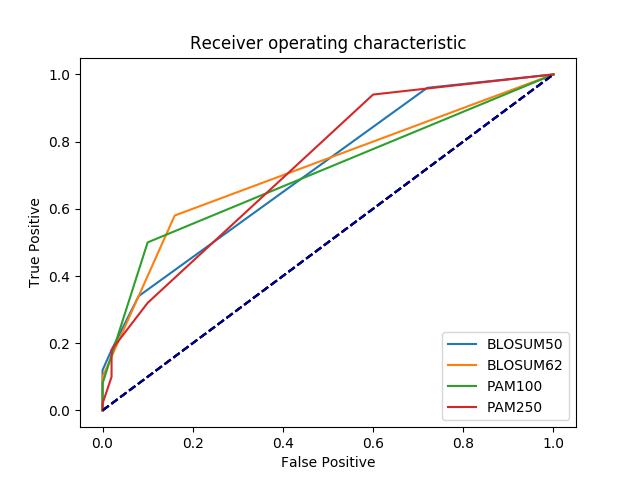 Receiver operating characteristic
True Positive
1.0
0.8
0.6
0.4
0.2
0.0
0.0 0.2 0.4 0.6 0.8 1.0
False Positive
BLOSUM50
BLOSUM62
PAM100
PAM250